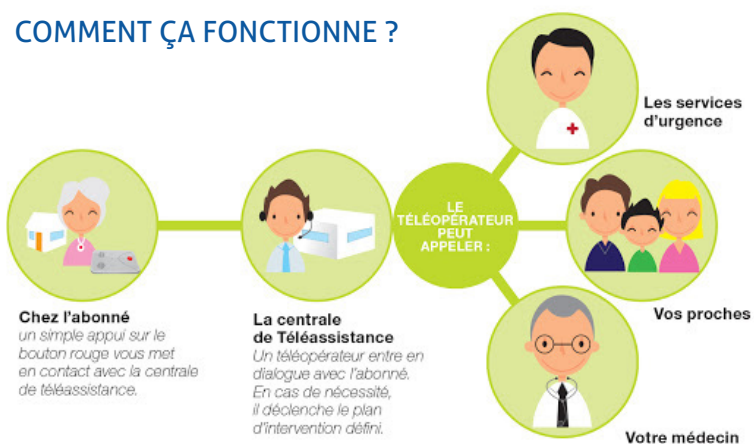 COMMENT ÇA FONCTIONNE ?
Les services
d'urgence
LE
TÉLÉOPÉRATEUR
PEUT
APPELER :
Chez l'abonné
un simple appui sur le
bouton rouge vous met
en contact avec la centrale
de téléassistance.
La centrale
de Téléassistance
Un téléopérateur entre en
dialogue avec l'abonné.
En cas de nécessité,
il déclenche le plan
d'intervention défini.
Vos proches
Votre médecin